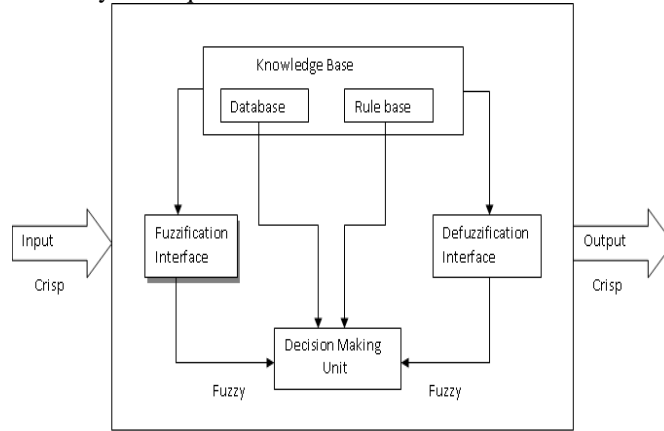 Knowledge Base
Database
Rule base
Input
Crisp
Fuzzification
Interface
Defuzzification
Interface
Output
Crisp
Decision Making
Unit
Fuzzy
Fuzzy